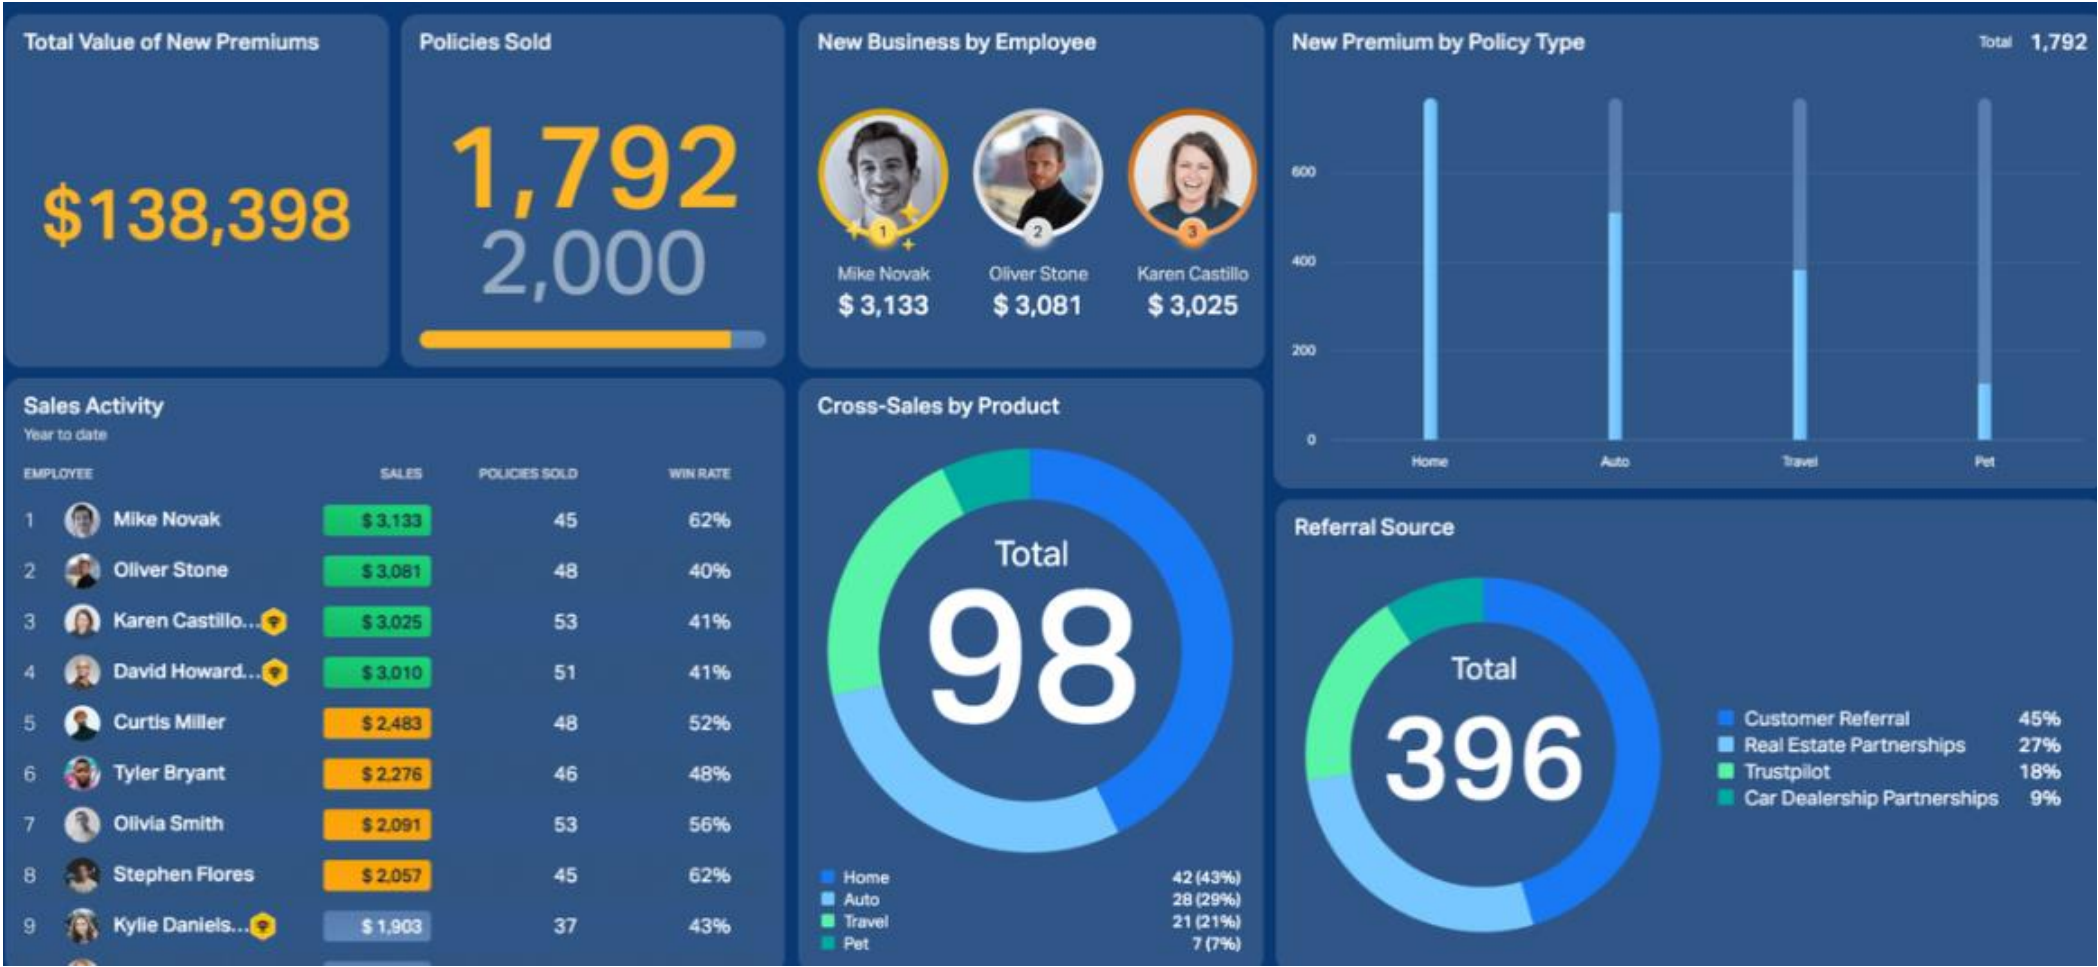 Total Value of New Premiums
$138,398
Policies Sold
1,792
2,000
New Business by Employee
1 2 3
Mike Novak Oliver Stone Karen Castillo
$ 3,133 $ 3,081 $ 3,025
New Premium by Policy Type Total 1,792
600
400
200
0
Home Auto Travel Pet
Sales Activity
Year to date
EMPLOYEE SALES POLICIES SOLD WIN RATE
1 Mike Novak $ 3,133 45 62%
2 Oliver Stone $ 3,081 48 40%
3 Karen Castillo... $ 3,025 53 41%
4 David Howard... $ 3,010 51 41%
5 Curtis Miller $ 2,483 48 52%
6 Tyler Bryant $ 2,276 46 48%
7 Olivia Smith $ 2,091 53 56%
8 Stephen Flores $ 2,057 45 62%
9 Kylie Daniels... $ 1,903 37 43%
Cross-Sales by Product
Total
98
Home 42 (43%)
Auto 28 (29%)
Travel 21 (21%)
Pet 7 (7%)
Referral Source
Total
396
Customer Referral 45%
Real Estate Partnerships 27%
Trustpilot 18%
Car Dealership Partnerships 9%